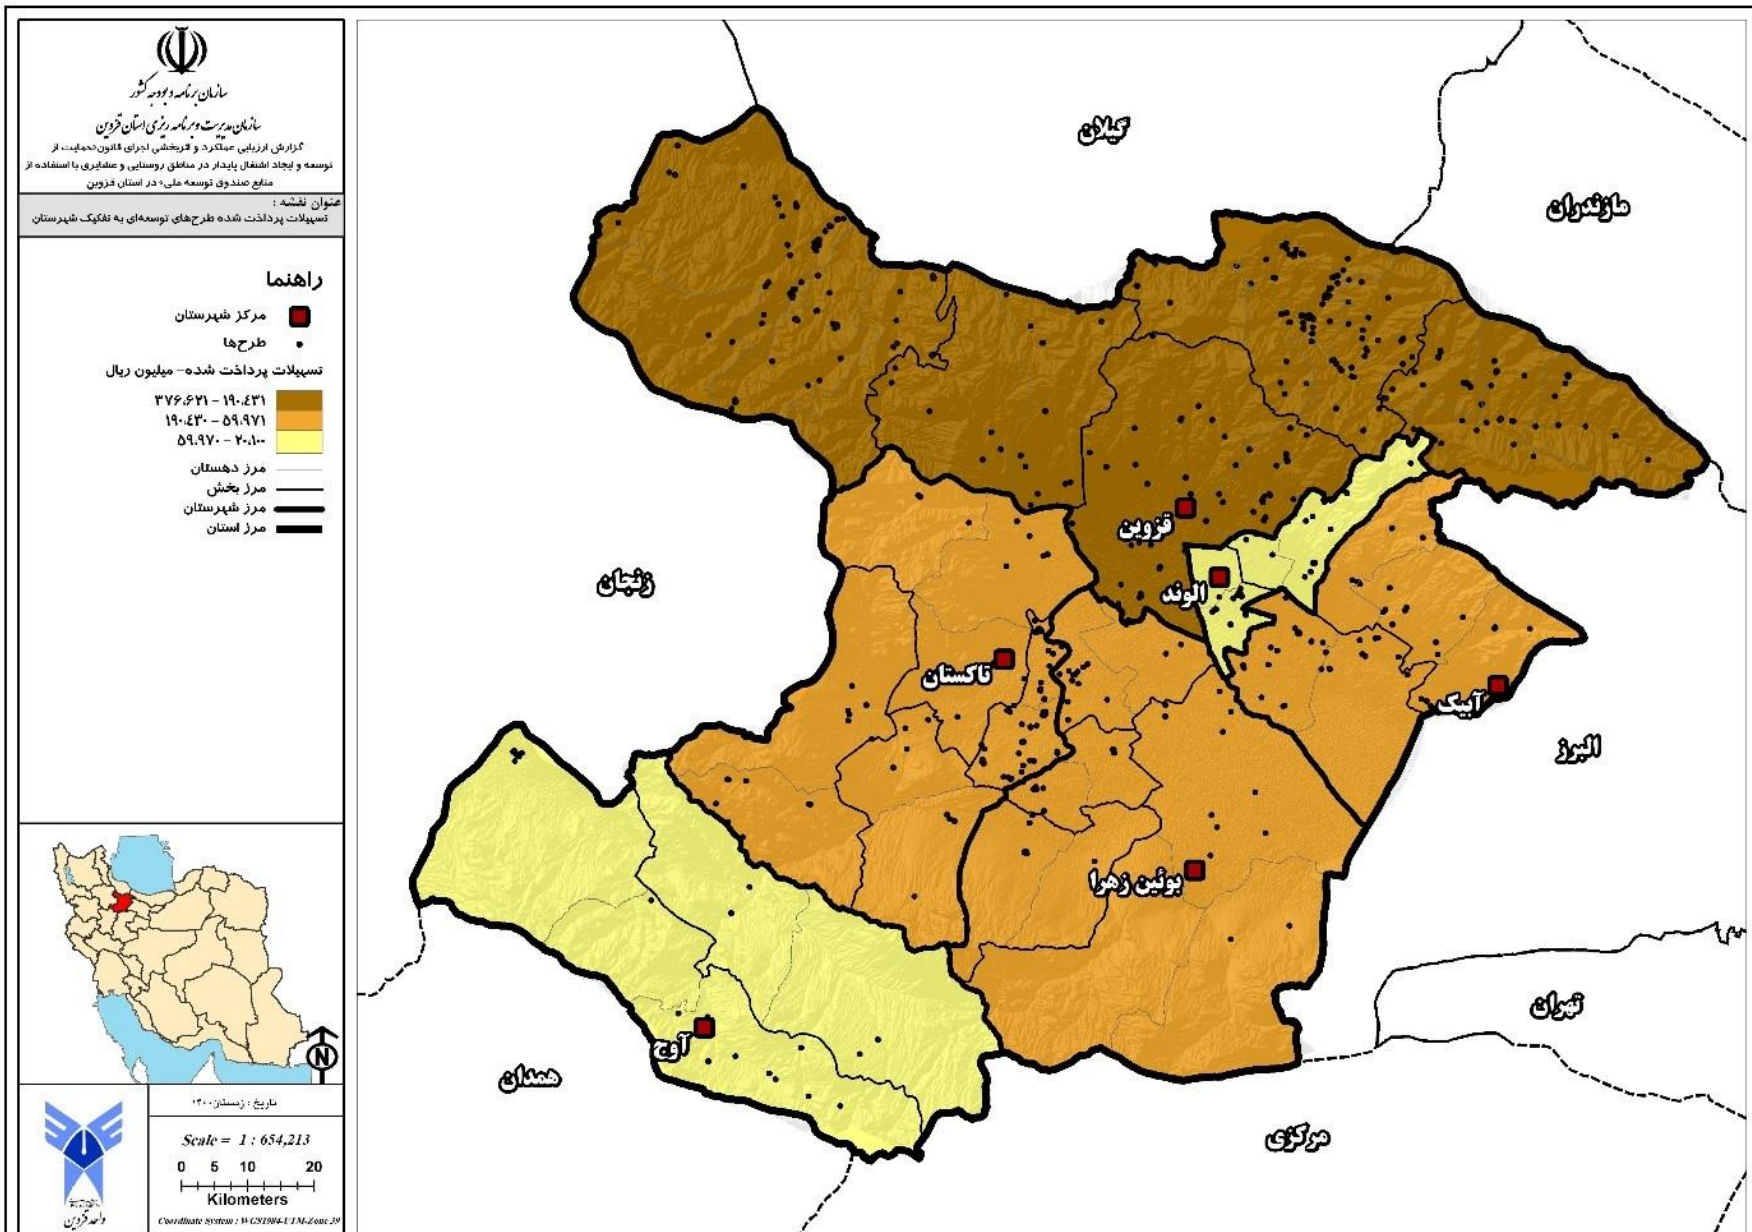 سازمان برنامه و بودجه کشور
سازمان مدیریت و برنامه ریزی استان قزوین
گزارش ارزیابی عملکرد و اثربخشی اجرای قانون «حمایت از
توسعه و ایجاد اشتغال پایدار در مناطق روستایی و عشایری با استفاده از
منابع صندوق توسعه ملی» در استان قزوین
عنوان نقشه :
تسهیلات پرداخت شده طرح‌های توسعه‌ای به تفکیک شهرستان
راهنما
مرکز شهرستان
طرح‌ها
تسهیلات پرداخت شده- میلیون ریال
۱۹۰.۴۳۱ - ۳۷۶.۶۲۱
۵۹.۹۷۱ - ۱۹۰.۴۳۰
۲۰.۱۰۰ - ۵۹.۹۷۰
مرز دهستان
مرز بخش
مرز شهرستان
مرز استان
N
تاریخ : زمستان ۱۴۰۰
Scale = 1 : 654,213
0 5 10 20
Kilometers
Coordinate System : WGS1984-UTM-Zone 39
واحد قزوین
گیلان
مازندران
زنجان
قزوین
الوند
تاکستان
آبیک
البرز
بوئین زهرا
تهران
آوج
همدان
مرکزی